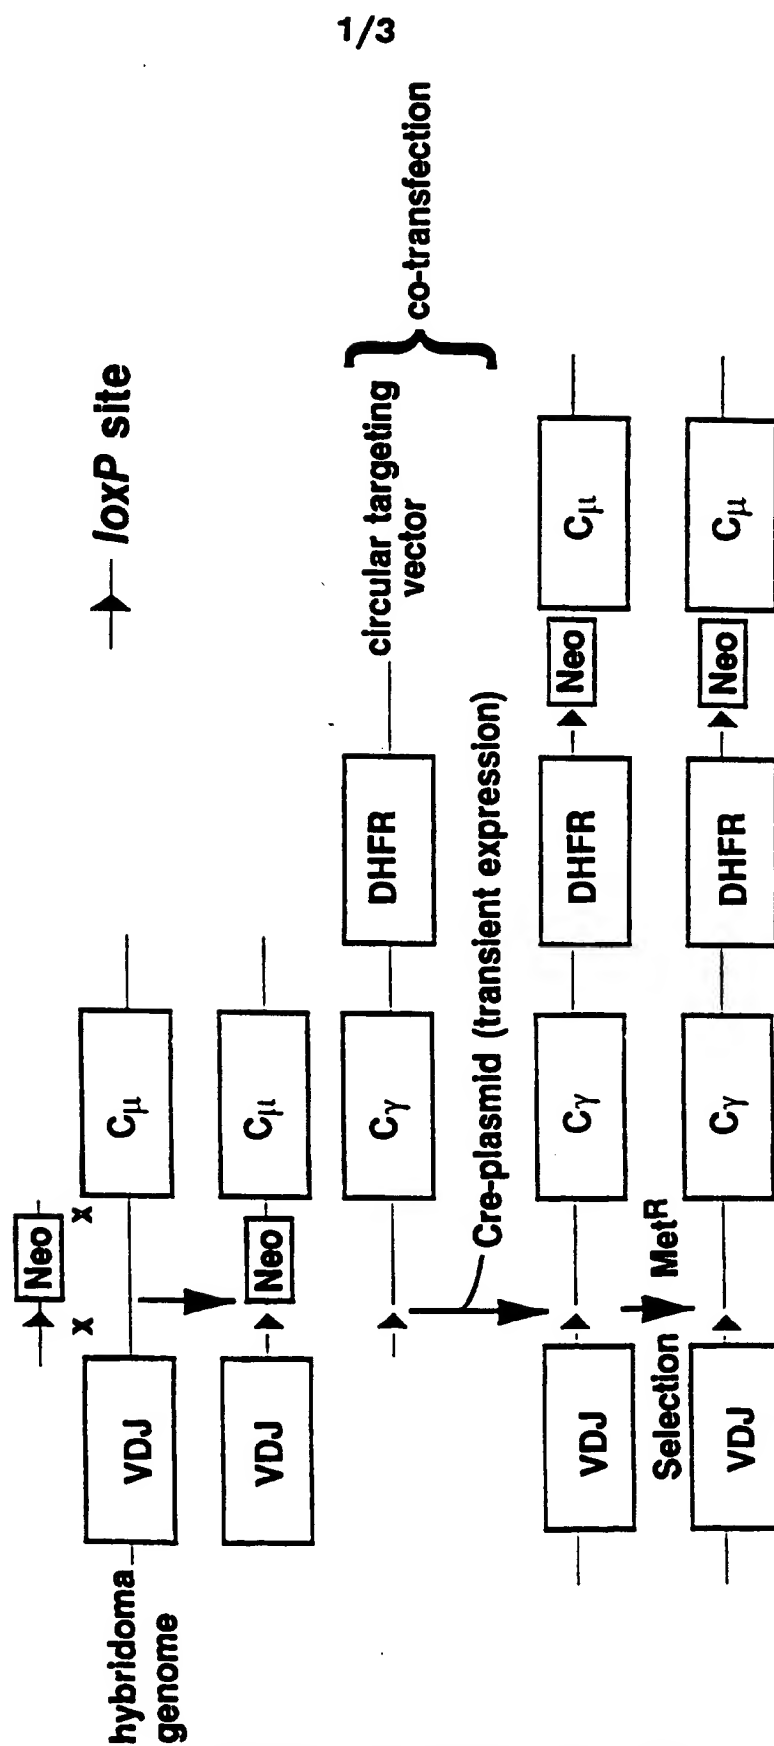 1/3
loxP site
Neo
x x
hybridoma
genome
VDJ
Cμ
VDJ
Neo
Cμ
Cγ
DHFR
circular targeting
vector
co-transfection
Cre-plasmid (transient expression)
VDJ
Cγ
DHFR
Neo
Cμ
Selection MetR
VDJ
Cγ
DHFR
Neo
Cμ